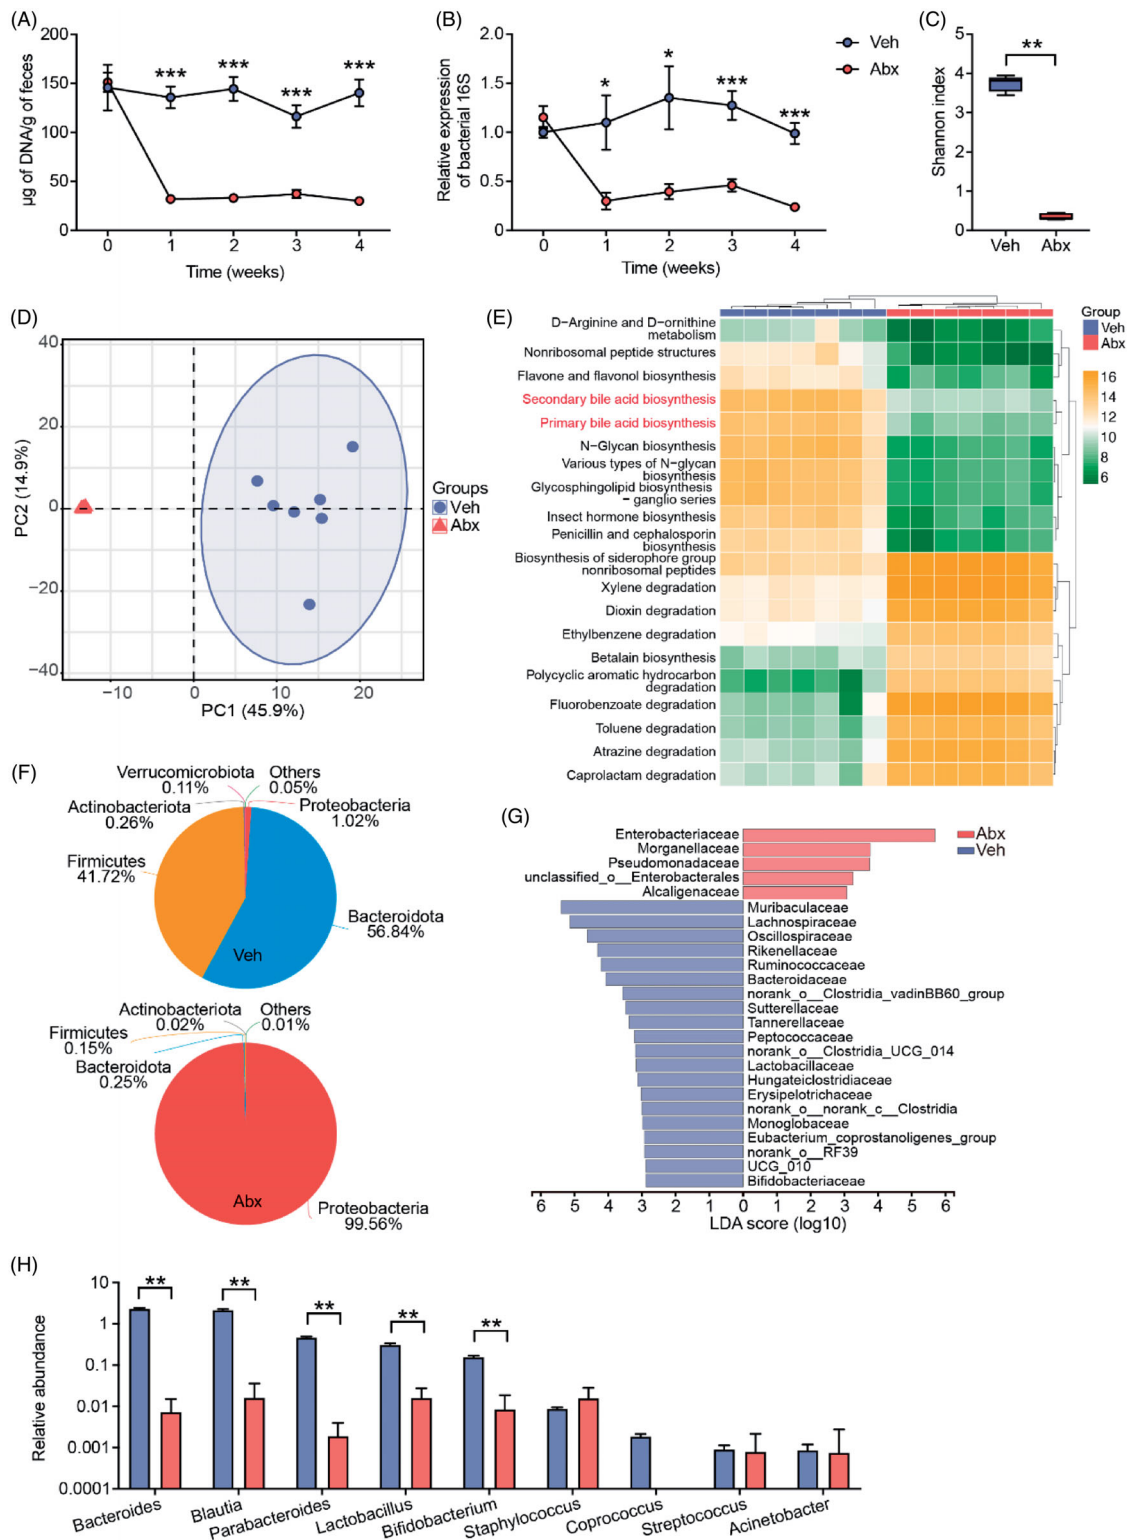 (A)
200
150
100
50
0
µg of DNA/g of feces
***
***
***
***
0 1 2 3 4
Time (weeks)
(B)
2.0
1.5
1.0
0.5
0.0
Relative expression
of bacterial 16S
*
*
***
***
0 1 2 3 4
Time (weeks)
Veh
Abx
(C)
5
4
3
2
1
0
Shannon index
**
Veh Abx
(D)
40
20
0
−20
−40
PC2 (14.9%)
−10 0 10 20
PC1 (45.9%)
Groups
Veh
Abx
(E)
D−Arginine and D−ornithine
metabolism
Nonribosomal peptide structures
Flavone and flavonol biosynthesis
Secondary bile acid biosynthesis
Primary bile acid biosynthesis
N−Glycan biosynthesis
Various types of N−glycan
biosynthesis
Glycosphingolipid biosynthesis
− ganglio series
Insect hormone biosynthesis
Penicillin and cephalosporin
biosynthesis
Biosynthesis of siderophore group
nonribosomal peptides
Xylene degradation
Dioxin degradation
Ethylbenzene degradation
Betalain biosynthesis
Polycyclic aromatic hydrocarbon
degradation
Fluorobenzoate degradation
Toluene degradation
Atrazine degradation
Caprolactam degradation
Group
Veh
Abx
16
14
12
10
8
6
(F)
Verrucomicrobiota
0.11%
Others
0.05%
Actinobacteriota
0.26%
Proteobacteria
1.02%
Firmicutes
41.72%
Bacteroidota
56.84%
Veh
Actinobacteriota
0.02%
Others
0.01%
Firmicutes
0.15%
Bacteroidota
0.25%
Abx
Proteobacteria
99.56%
(G)
Enterobacteriaceae
Morganellaceae
Pseudomonadaceae
unclassified_o__Enterobacterales
Alcaligenaceae
Abx
Veh
Muribaculaceae
Lachnospiraceae
Oscillospiraceae
Rikenellaceae
Ruminococcaceae
Bacteroidaceae
norank_o__Clostridia_vadinBB60_group
Sutterellaceae
Tannerellaceae
Peptococcaceae
norank_o__Clostridia_UCG_014
Lactobacillaceae
Hungateiclostridiaceae
Erysipelotrichaceae
norank_o__norank_c__Clostridia
Monoglobaceae
Eubacterium_coprostanoligenes_group
norank_o__RF39
UCG_010
Bifidobacteriaceae
6 5 4 3 2 1 0 1 2 3 4 5 6
LDA score (log10)
(H)
10
1
0.1
0.01
0.001
0.0001
Relative abundance
**
**
**
**
**
Bacteroides
Blautia
Parabacteroides
Lactobacillus
Bifidobacterium
Staphylococcus
Coprococcus
Streptococcus
Acinetobacter